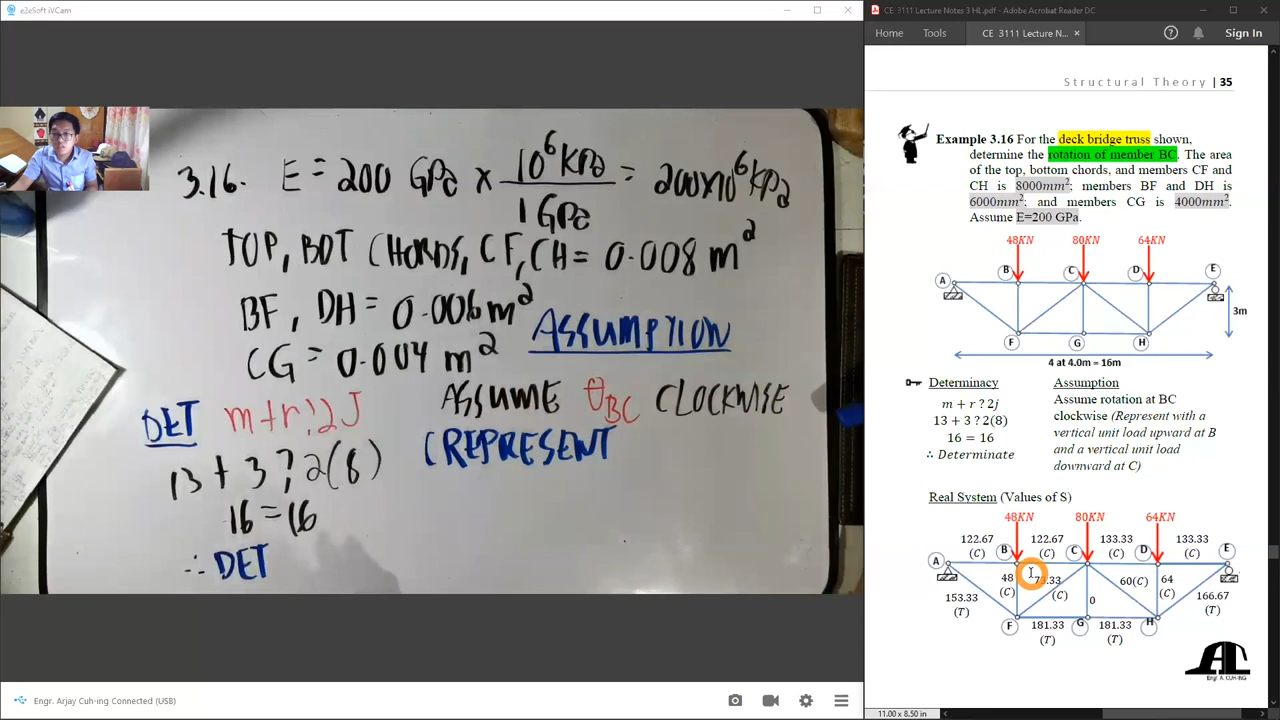 e2eSoft iVCam
3.16. E = 200 GPa x 10^6 KPa / 1 GPa = 200x10^6 KPa
TOP, BOT CHORDS, CF, CH = 0.008 m²
BF, DH = 0.006m²
CG = 0.004 m²
ASSUMPTION
ASSUME θBC CLOCKWISE
(REPRESENT
DET m+r?2J
13 + 3 ? 2(8)
16 = 16
∴ DET
Engr. Arjay Cuh-ing Connected (USB)
CE 3111 Lecture Notes 3 HL.pdf - Adobe Acrobat Reader DC
Home Tools CE 3111 Lecture N... × Sign In
Structural Theory | 35
Example 3.16 For the deck bridge truss shown,
determine the rotation of member BC. The area
of the top, bottom chords, and members CF and
CH is 8000mm²; members BF and DH is
6000mm²; and members CG is 4000mm².
Assume E=200 GPa.
48KN 80KN 64KN
A B C D E
3m
F G H
4 at 4.0m = 16m
Determinacy
m + r ? 2j
13 + 3 ? 2(8)
16 = 16
∴ Determinate
Assumption
Assume rotation at BC
clockwise (Represent with a
vertical unit load upward at B
and a vertical unit load
downward at C)
Real System (Values of S)
48KN 80KN 64KN
122.67 122.67 133.33 133.33
(C) (C) (C) (C)
A B C D E
48 60(C) 64
(C) (C)
153.33 0 166.67
(T) (T)
F 181.33 G 181.33 H
(T) (T)
Engr. A. CUH-ING
11.00 x 8.50 in